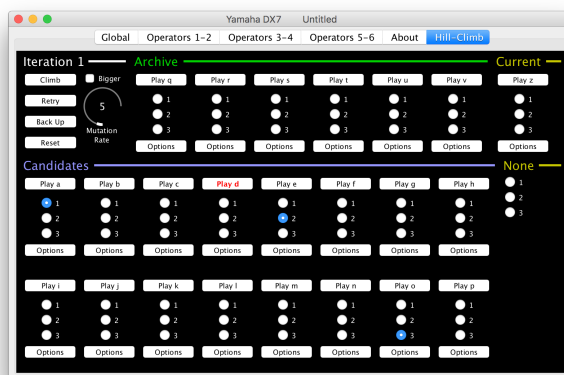 Yamaha DX7 Untitled
Global Operators 1-2 Operators 3-4 Operators 5-6 About Hill-Climb
Iteration 1 Archive Current
Climb Bigger Play q Play r Play s Play t Play u Play v Play z
Retry 5 1 1 1 1 1 1 1
Back Up 2 2 2 2 2 2 2
Mutation Rate 3 3 3 3 3 3 3
Reset Options Options Options Options Options Options Options
Candidates None
Play a Play b Play c Play d Play e Play f Play g Play h 1
1 1 1 1 1 1 1 1 2
2 2 2 2 2 2 2 2 3
3 3 3 3 3 3 3 3
Options Options Options Options Options Options Options Options
Play i Play j Play k Play l Play m Play n Play o Play p
1 1 1 1 1 1 1 1
2 2 2 2 2 2 2 2
3 3 3 3 3 3 3 3
Options Options Options Options Options Options Options Options